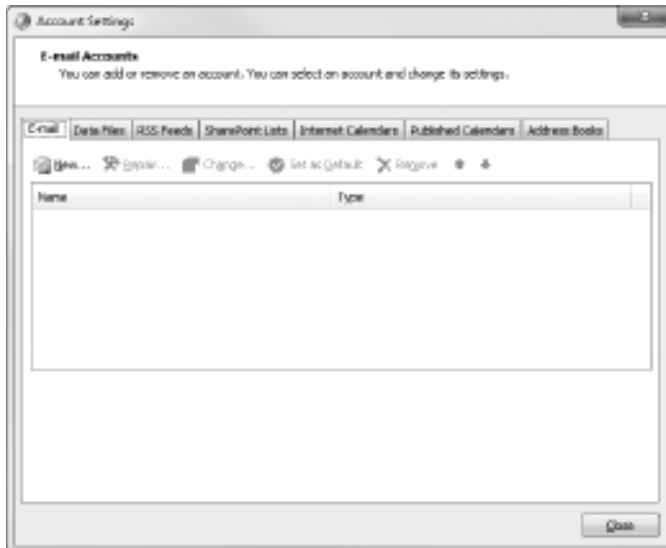 Account Settings
E-mail Accounts
You can add or remove an account. You can select an account and change its settings.
E-mail Data Files RSS Feeds SharePoint Lists Internet Calendars Published Calendars Address Books
New... Repair... Change... Set as Default Remove
Name Type
Close